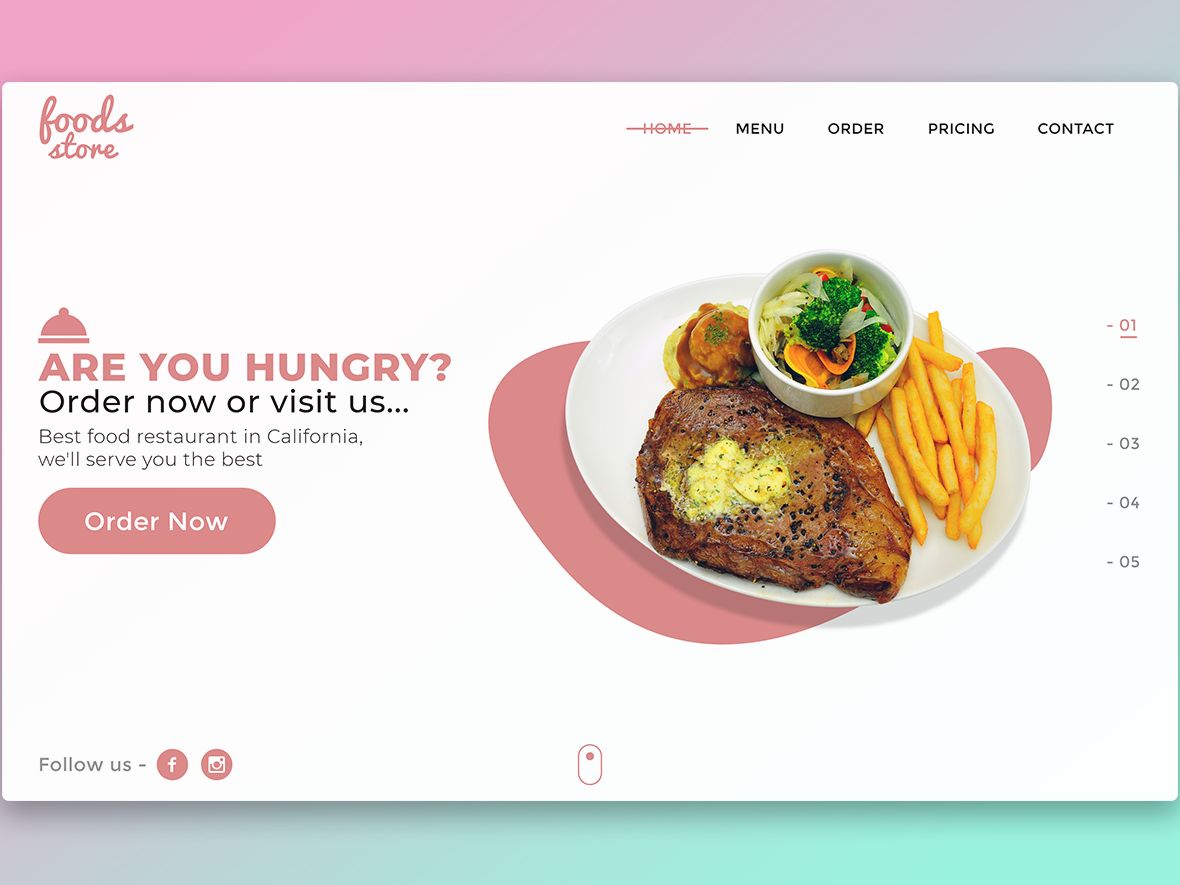 foods
store
HOME
MENU
ORDER
PRICING
CONTACT
ARE YOU HUNGRY?
Order now or visit us...
Best food restaurant in California,
we'll serve you the best
Order Now
- 01
- 02
- 03
- 04
- 05
Follow us -